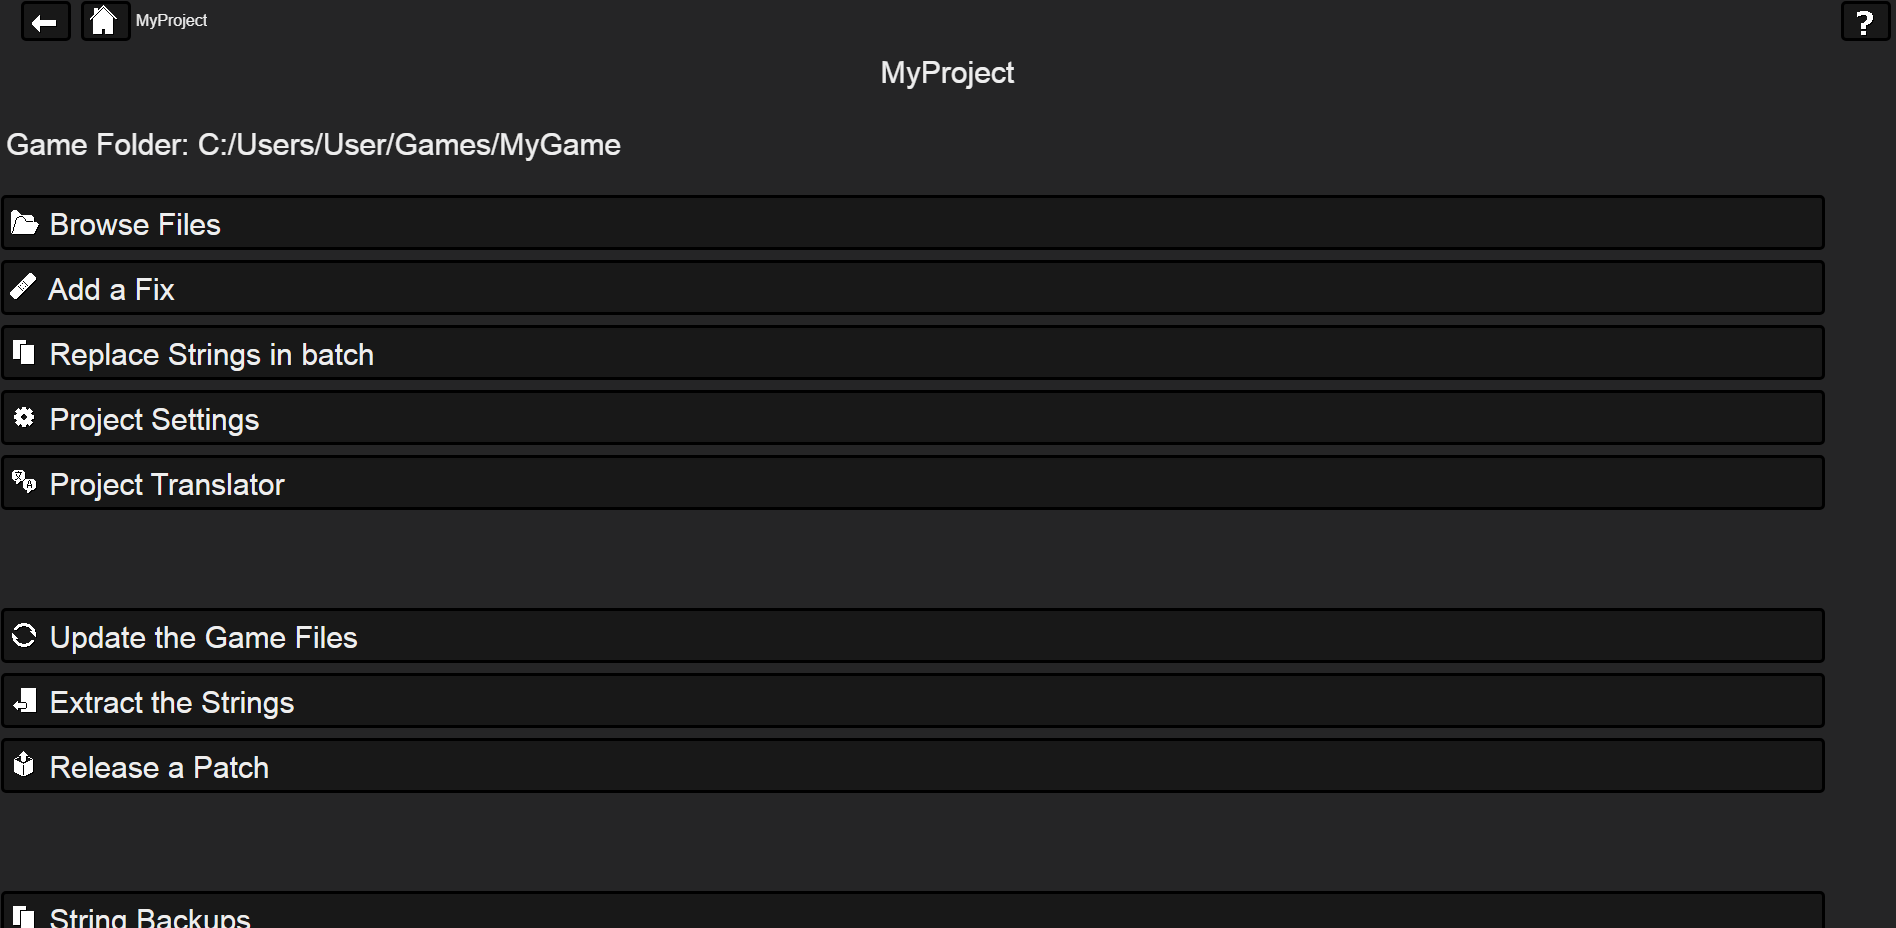 MyProject
?
MyProject
Game Folder: C:/Users/User/Games/MyGame
Browse Files
Add a Fix
Replace Strings in batch
Project Settings
Project Translator
Update the Game Files
Extract the Strings
Release a Patch
String Backups